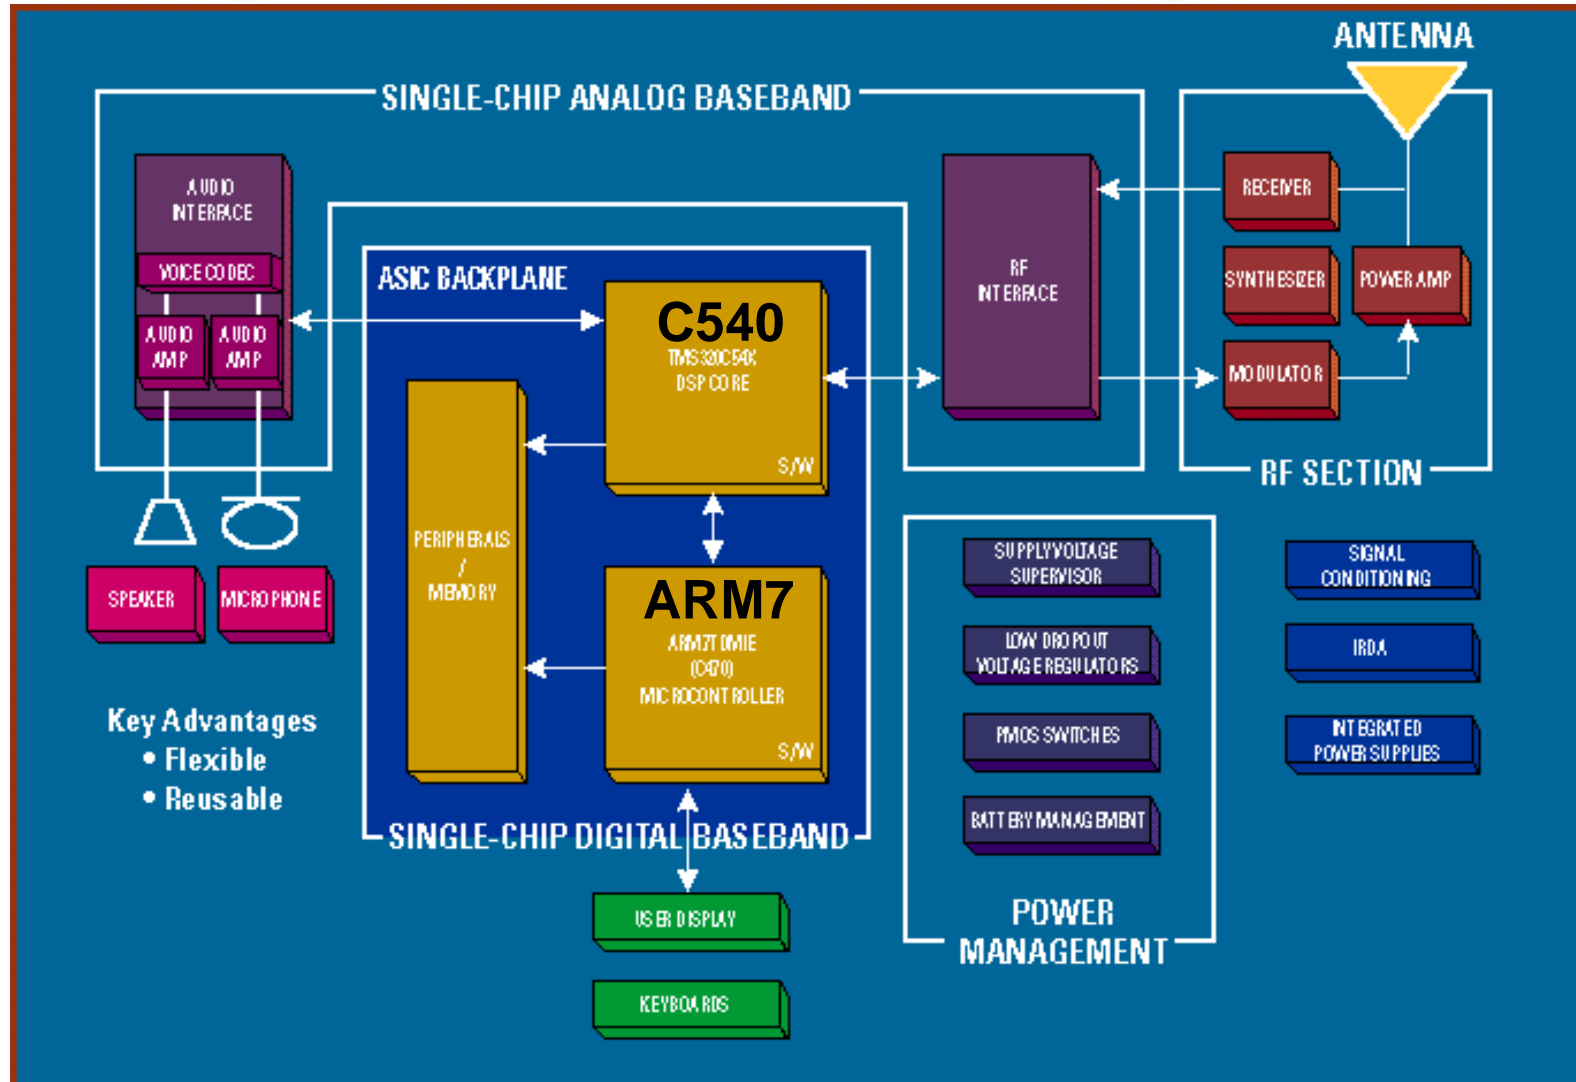 ANTENNA
SINGLE-CHIP ANALOG BASEBAND
AUDIO
INTERFACE
VOICE CODEC
AUDIO
AMP
AUDIO
AMP
SPEAKER
MICROPHONE
ASIC BACKPLANE
C540
TMS320C54X
DSP CORE
S/W
PERIPHERALS
/
MEMORY
ARM7
ARM7TDMIE
(C470)
MICROCONTROLLER
S/W
SINGLE-CHIP DIGITAL BASEBAND
USER DISPLAY
KEYBOARDS
RF
INTERFACE
RECEIVER
SYNTHESIZER
POWER AMP
MODULATOR
RF SECTION
SUPPLY VOLTAGE
SUPERVISOR
LOW DROPOUT
VOLTAGE REGULATORS
PMOS SWITCHES
BATTERY MANAGEMENT
POWER
MANAGEMENT
SIGNAL
CONDITIONING
IRDA
INTEGRATED
POWER SUPPLIES
Key Advantages
• Flexible
• Reusable